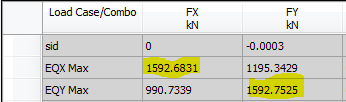 Load Case/Combo FX kN FY kN
sid 0 -0.0003
EQX Max 1592.6831 1195.3429
EQY Max 990.7339 1592.7525